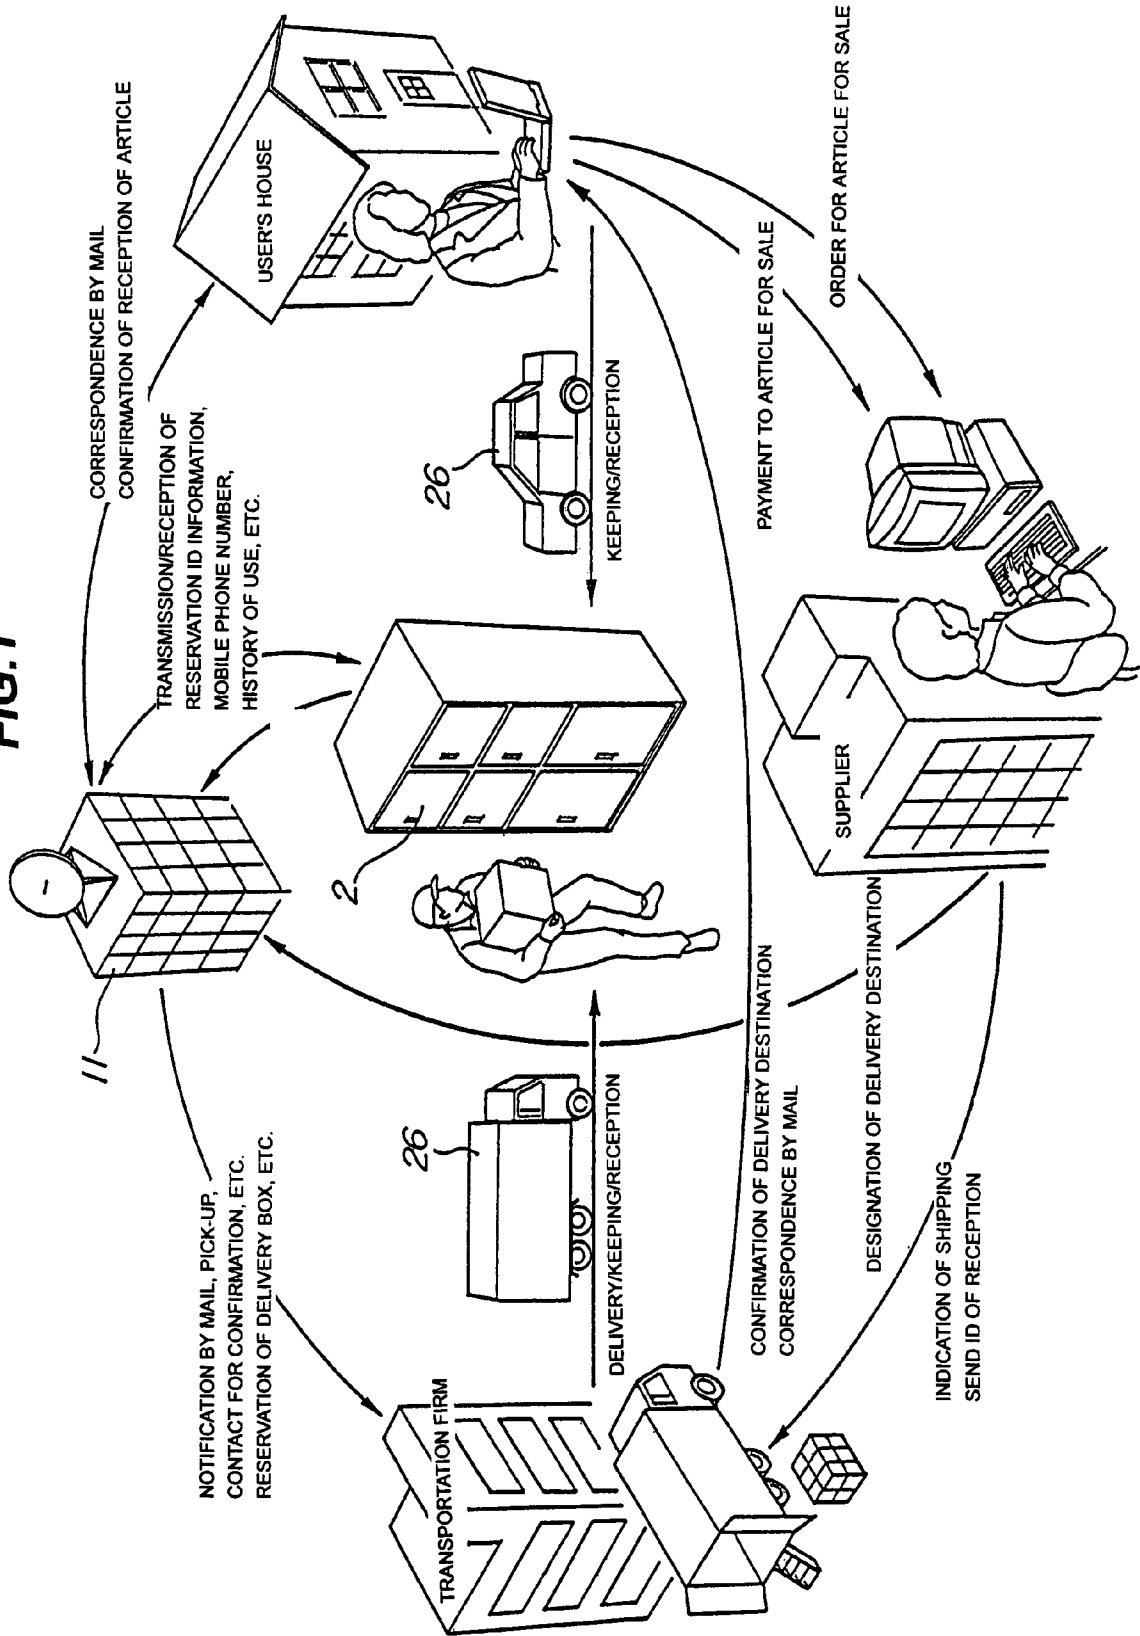 FIG. 1
CORRESPONDENCE BY MAIL
CONFIRMATION OF RECEPTION OF ARTICLE
TRANSMISSION/RECEPTION OF
RESERVATION ID INFORMATION,
MOBILE PHONE NUMBER,
HISTORY OF USE, ETC.
NOTIFICATION BY MAIL, PICK-UP,
CONTACT FOR CONFIRMATION, ETC.
RESERVATION OF DELIVERY BOX, ETC.
11
USER'S HOUSE
2
26
26
TRANSPORTATION FIRM
DELIVERY/KEEPING/RECEPTION
KEEPING/RECEPTION
CONFIRMATION OF DELIVERY DESTINATION
CORRESPONDENCE BY MAIL
PAYMENT TO ARTICLE FOR SALE
ORDER FOR ARTICLE FOR SALE
SUPPLIER
DESIGNATION OF DELIVERY DESTINATION
INDICATION OF SHIPPING
SEND ID OF RECEPTION